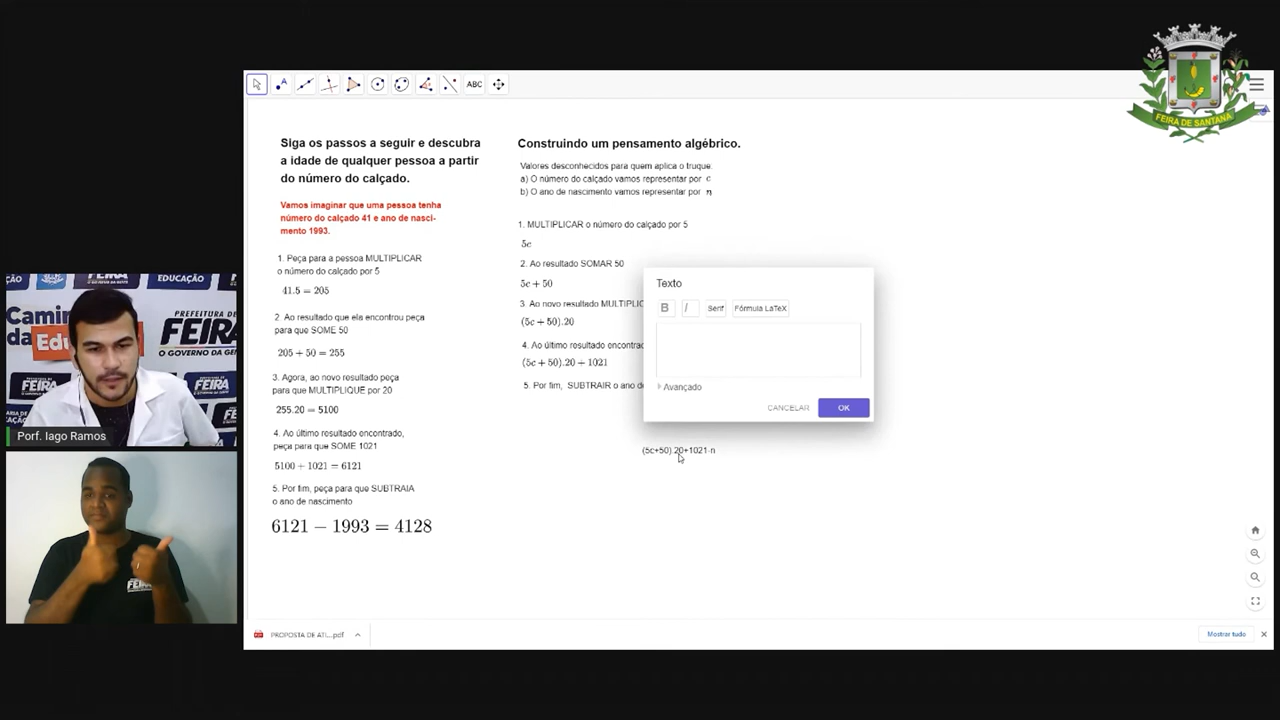 FEIRA DE SANTANA
ABC
Siga os passos a seguir e descubra
a idade de qualquer pessoa a partir
do número do calçado.
Vamos imaginar que uma pessoa tenha
número do calçado 41 e ano de nasci-
mento 1993.
1. Peça para a pessoa MULTIPLICAR
o número do calçado por 5
41.5 = 205
2. Ao resultado que ela encontrou peça
para que SOME 50
205 + 50 = 255
3. Agora, ao novo resultado peça
para que MULTIPLIQUE por 20
255.20 = 5100
4. Ao último resultado encontrado,
peça para que SOME 1021
5100 + 1021 = 6121
5. Por fim, peça para que SUBTRAIA
o ano de nascimento
6121 − 1993 = 4128
Construindo um pensamento algébrico.
Valores desconhecidos para quem aplica o truque:
a) O número do calçado vamos representar por c
b) O ano de nascimento vamos representar por n
1. MULTIPLICAR o número do calçado por 5
5c
2. Ao resultado SOMAR 50
5c + 50
3. Ao novo resultado MULTIPLIC
(5c + 50).20
4. Ao último resultado encontrad
(5c + 50).20 + 1021
5. Por fim, SUBTRAIR o ano d
(5c+50).20+1021-n
Texto
B
I
Serif
Fórmula LaTeX
Avançado
CANCELAR
OK
EDUCAÇÃO
PREFEITURA
FEIRA
O GOVERNO DA GEN
FEIRA
Porf. Iago Ramos
PROPOSTA DE ATI....pdf
Mostrar tudo